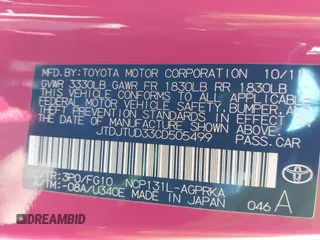 MFD. BY: TOYOTA MOTOR CORPORATION 10/11
GVWR 3330LB GAWR FR 1830LB RR 1830LB
THIS VEHICLE CONFORMS TO ALL APPLICABLE
FEDERAL MOTOR VEHICLE SAFETY, BUMPER, AND
THEFT PREVENTION STANDARDS IN EFFECT ON
THE DATE OF MANUFACTURE SHOWN ABOVE.
JTDJTUD33CD505499 PASS.CAR
C/TR:3P0/FG10 NCP131L-AGPRKA
A/TM:-08A/U340E MADE IN JAPAN 046 A
TOYOTA